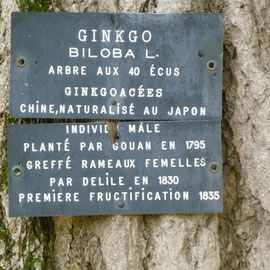 GINKGO
BILOBA L.
ARBRE AUX 40 ÉCUS
GINKGOACÉES
CHINE, NATURALISÉ AU JAPON
INDIVIDU MÂLE
PLANTÉ PAR GOUAN EN 1795
GREFFÉ RAMEAUX FEMELLES
PAR DELILE EN 1830
PREMIÈRE FRUCTIFICATION 1835